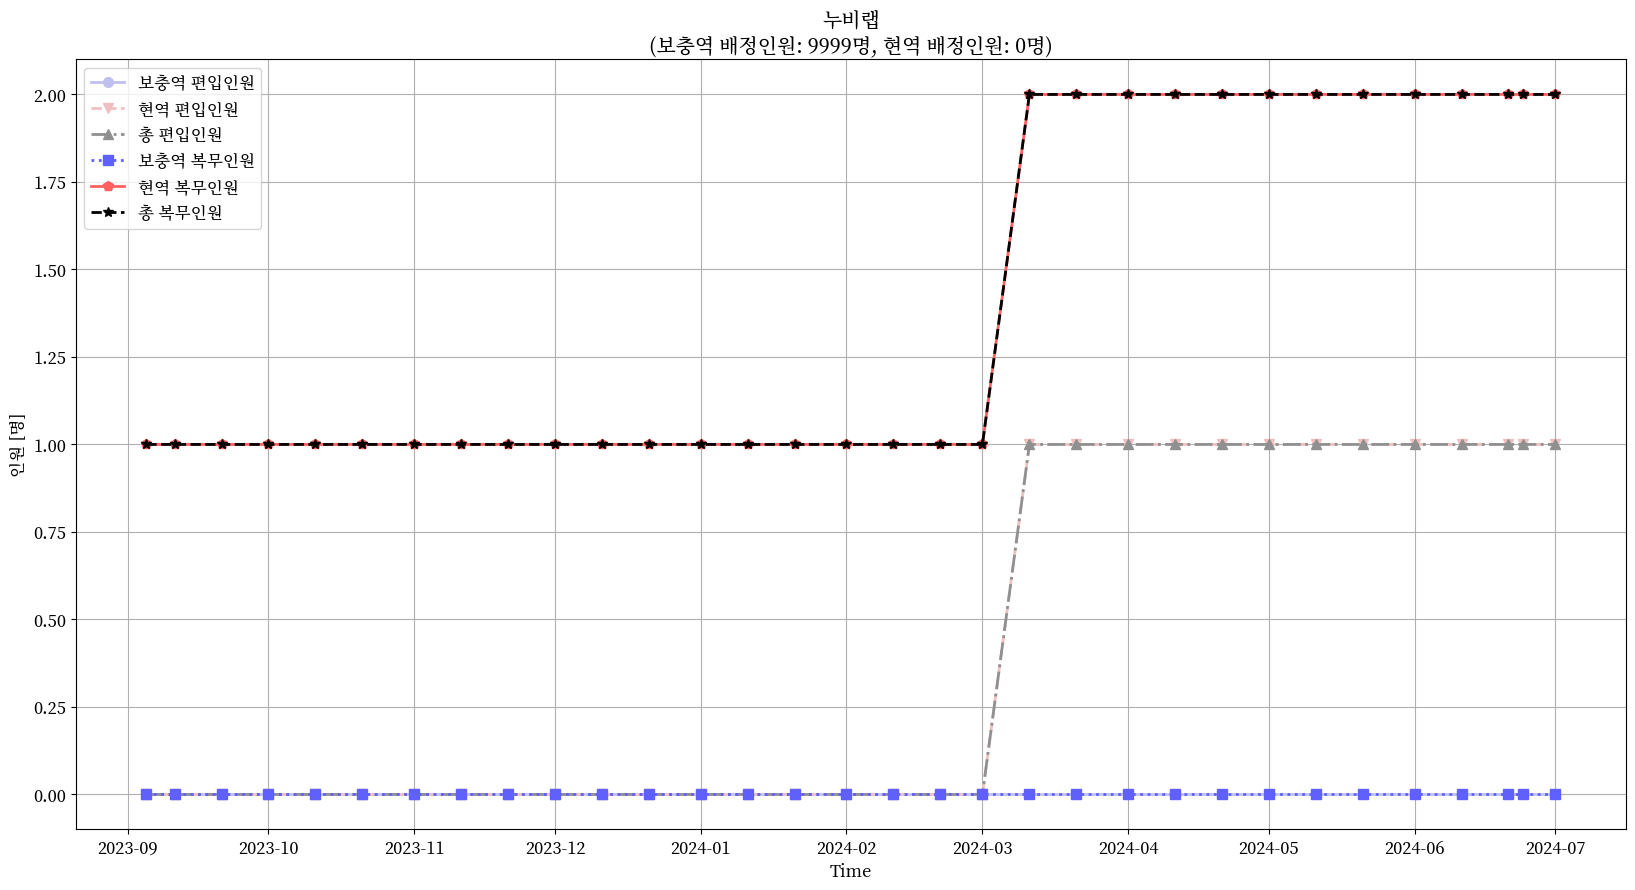 누비랩
(보충역 배정인원: 9999명, 현역 배정인원: 0명)
보충역 편입인원
현역 편입인원
총 편입인원
보충역 복무인원
현역 복무인원
총 복무인원
2.00
1.75
1.50
1.25
1.00
0.75
0.50
0.25
0.00
인원 [명]
2023-09
2023-10
2023-11
2023-12
2024-01
2024-02
2024-03
2024-04
2024-05
2024-06
2024-07
Time